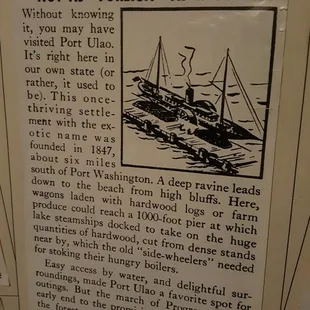 Without knowing
it, you may have
visited Port Ulao.
It's right here in
our own state (or
rather, it used to
be). This once-
thriving settle-
ment with the ex-
otic name was
founded in 1847,
about six miles
south of Port Washington. A deep ravine leads
down to the beach from high bluffs. Here,
wagons laden with hardwood logs or farm
produce could reach a 1000-foot pier at which
lake steamships docked to take on the huge
quantities of hardwood, cut from dense stands
near by, which the old "side-wheelers" needed
for stoking their hungry boilers.
Easy access by water, and delightful sur-
roundings, made Port Ulao a favorite spot for
outings. But the march of Progress
early end to the
the